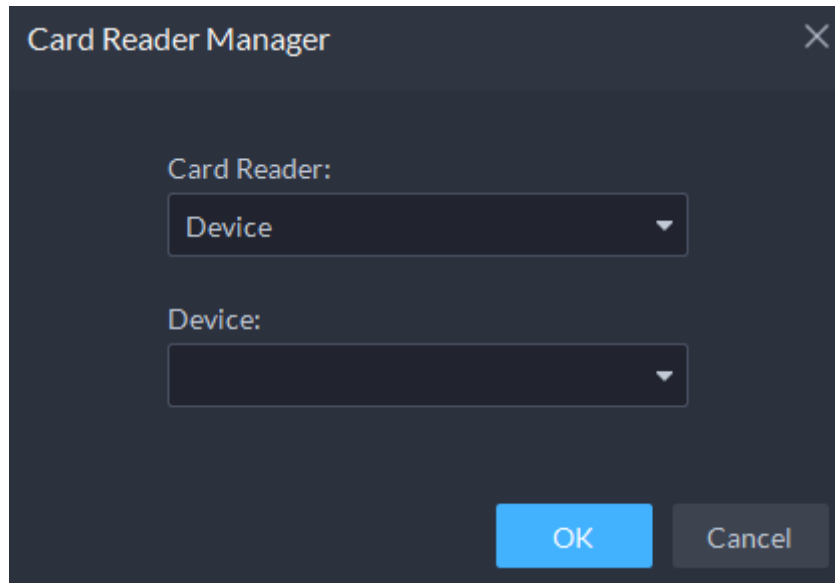 Card Reader Manager
Card Reader:
Device
Device:
OK
Cancel